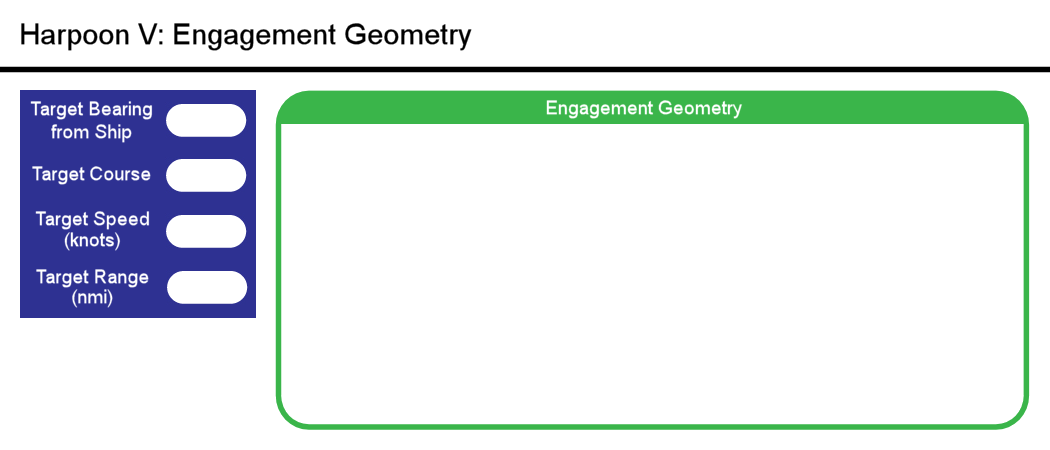 Harpoon V: Engagement Geometry
Target Bearing
from Ship
Target Course
Target Speed
(knots)
Target Range
(nmi)
Engagement Geometry